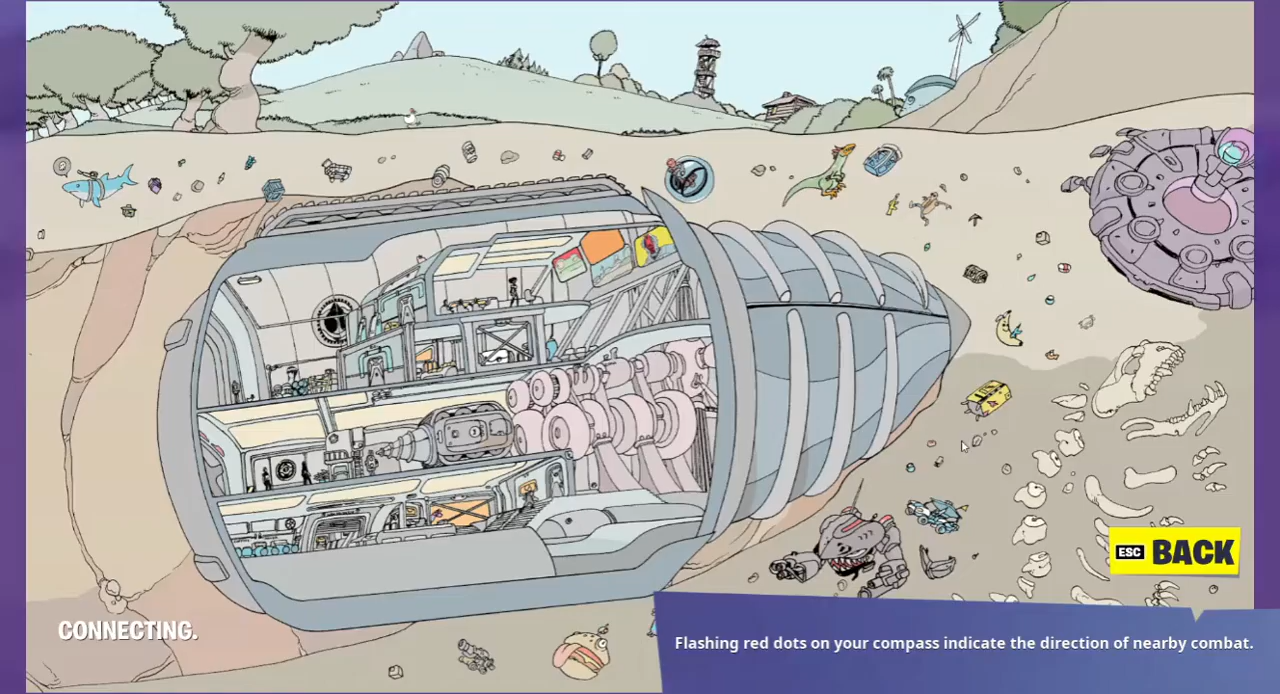 ESC BACK
CONNECTING.
Flashing red dots on your compass indicate the direction of nearby combat.